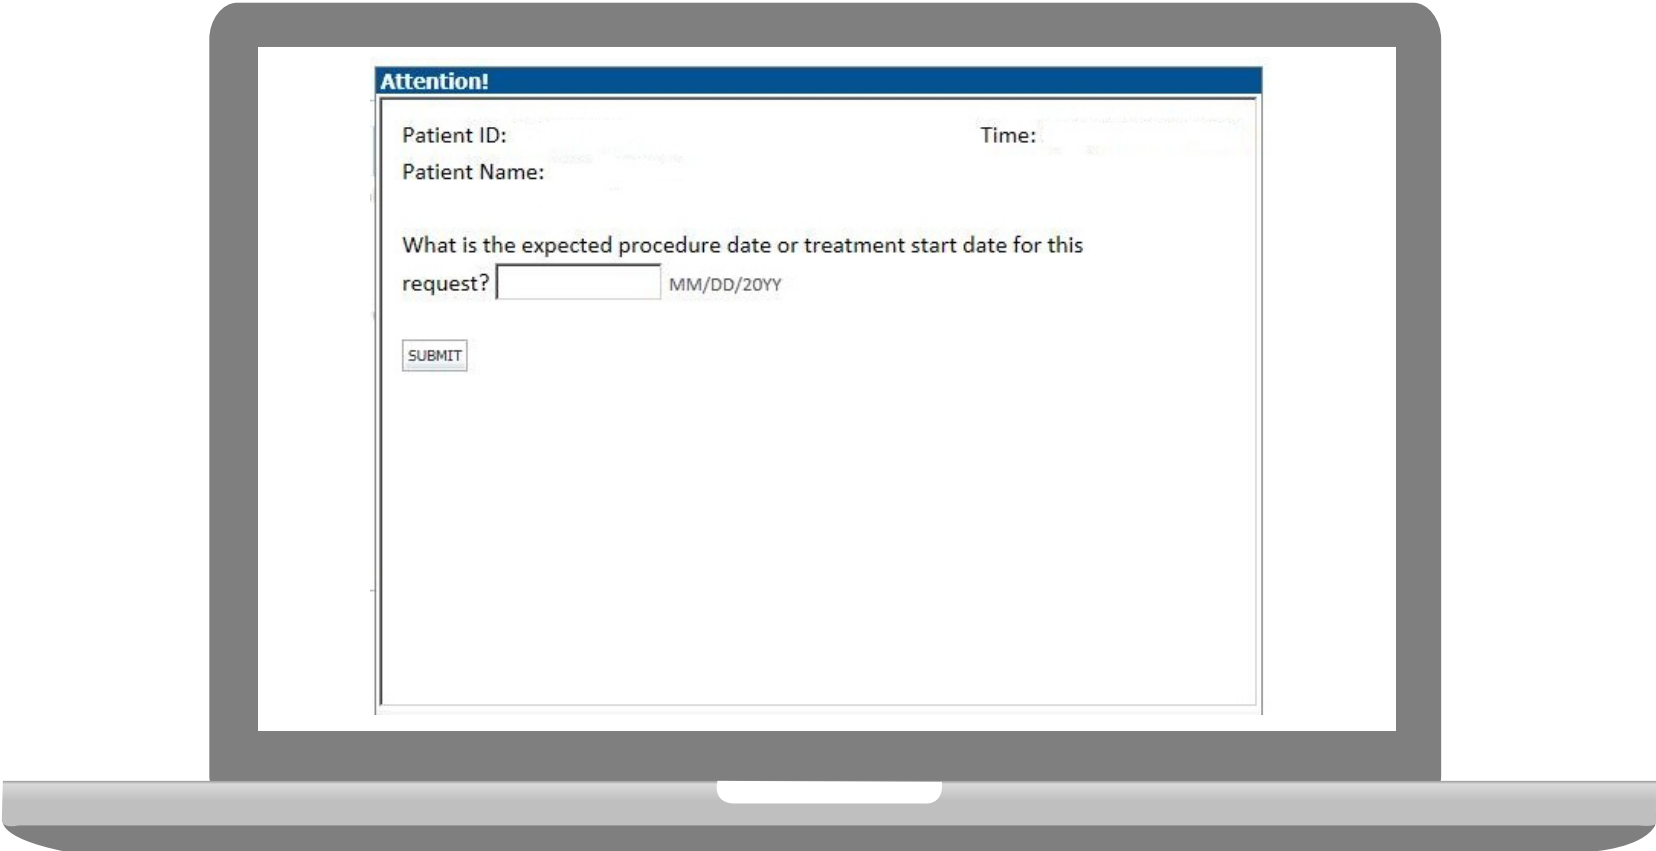 Attention!
Patient ID: Time:
Patient Name:
What is the expected procedure date or treatment start date for this
request? MM/DD/20YY
SUBMIT